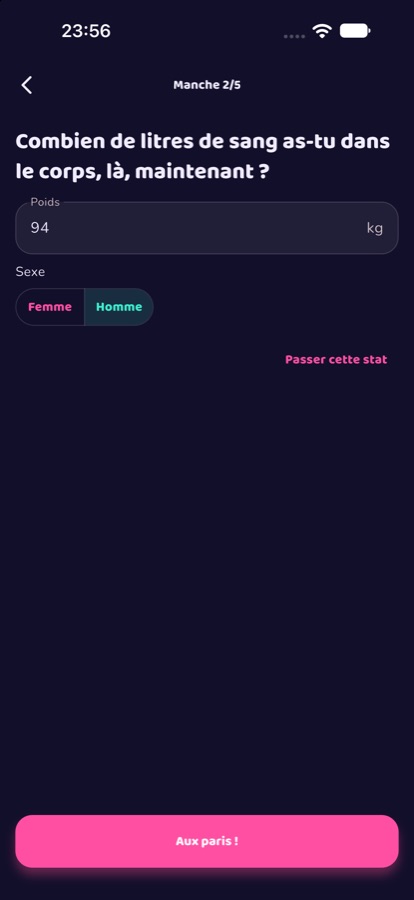 23:56
Manche 2/5
Combien de litres de sang as-tu dans
le corps, là, maintenant ?
Poids
94 kg
Sexe
Femme Homme
Passer cette stat
Aux paris !